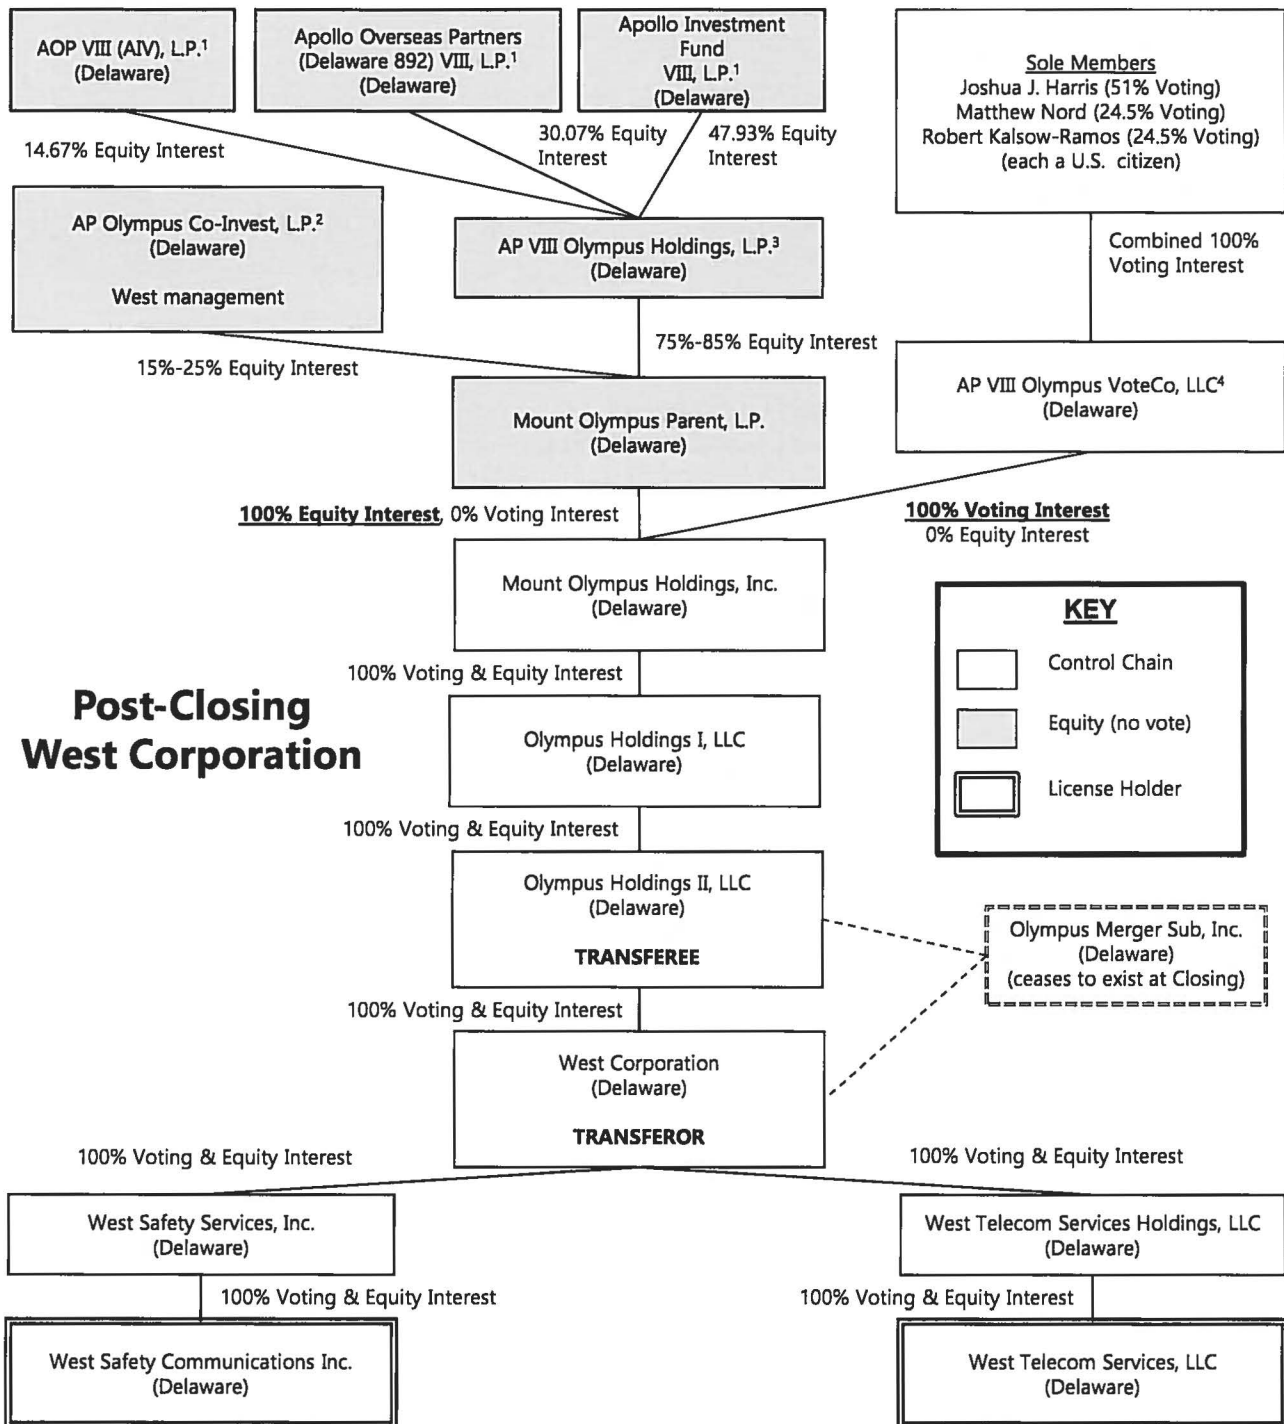 AOP VIII (AIV), L.P.¹
(Delaware)
Apollo Overseas Partners
(Delaware 892) VIII, L.P.¹
(Delaware)
Apollo Investment
Fund
VIII, L.P.¹
(Delaware)
Sole Members
Joshua J. Harris (51% Voting)
Matthew Nord (24.5% Voting)
Robert Kalsow-Ramos (24.5% Voting)
(each a U.S. citizen)
14.67% Equity Interest
30.07% Equity
Interest
47.93% Equity
Interest
AP Olympus Co-Invest, L.P.²
(Delaware)
West management
AP VIII Olympus Holdings, L.P.³
(Delaware)
Combined 100%
Voting Interest
15%-25% Equity Interest
75%-85% Equity Interest
Mount Olympus Parent, L.P.
(Delaware)
AP VIII Olympus VoteCo, LLC⁴
(Delaware)
100% Equity Interest, 0% Voting Interest
100% Voting Interest
0% Equity Interest
Mount Olympus Holdings, Inc.
(Delaware)
KEY
Control Chain
Equity (no vote)
License Holder
100% Voting & Equity Interest
Post-Closing
West Corporation
Olympus Holdings I, LLC
(Delaware)
100% Voting & Equity Interest
Olympus Holdings II, LLC
(Delaware)
TRANSFEREE
Olympus Merger Sub, Inc.
(Delaware)
(ceases to exist at Closing)
100% Voting & Equity Interest
West Corporation
(Delaware)
TRANSFEROR
100% Voting & Equity Interest
100% Voting & Equity Interest
West Safety Services, Inc.
(Delaware)
West Telecom Services Holdings, LLC
(Delaware)
100% Voting & Equity Interest
100% Voting & Equity Interest
West Safety Communications Inc.
(Delaware)
West Telecom Services, LLC
(Delaware)